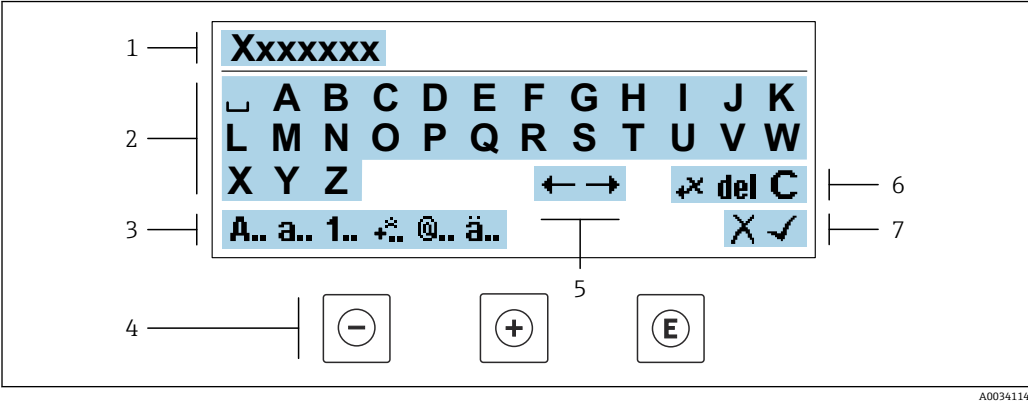 1 Xxxxxxx
␣ A B C D E F G H I J K
2 L M N O P Q R S T U V W
X Y Z ← → +× del C 6
3 A.. a.. 1.. +×.. @.. ä.. X ✓ 7
5
4 − + E
A0034114